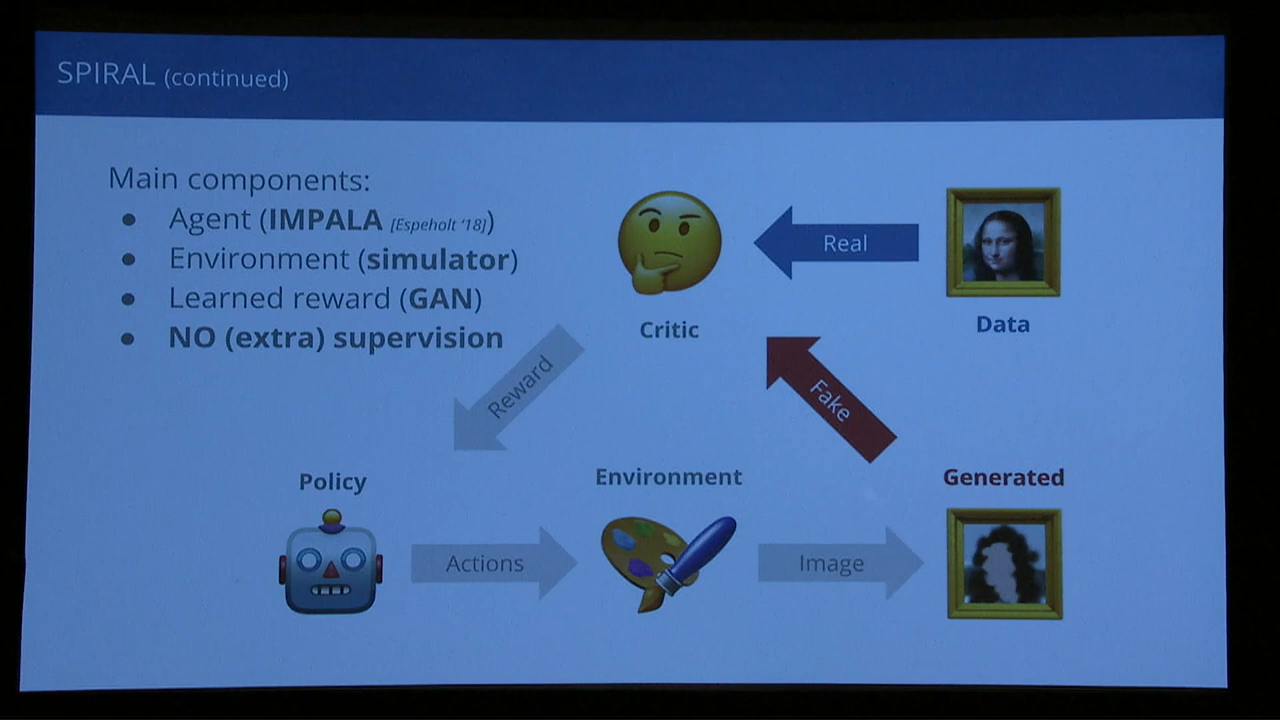 SPIRAL (continued)
Main components:
● Agent (IMPALA [Espeholt ‘18])
● Environment (simulator)
● Learned reward (GAN)
● NO (extra) supervision
Real
Critic
Data
Reward
Fake
Policy
Environment
Generated
Actions
Image